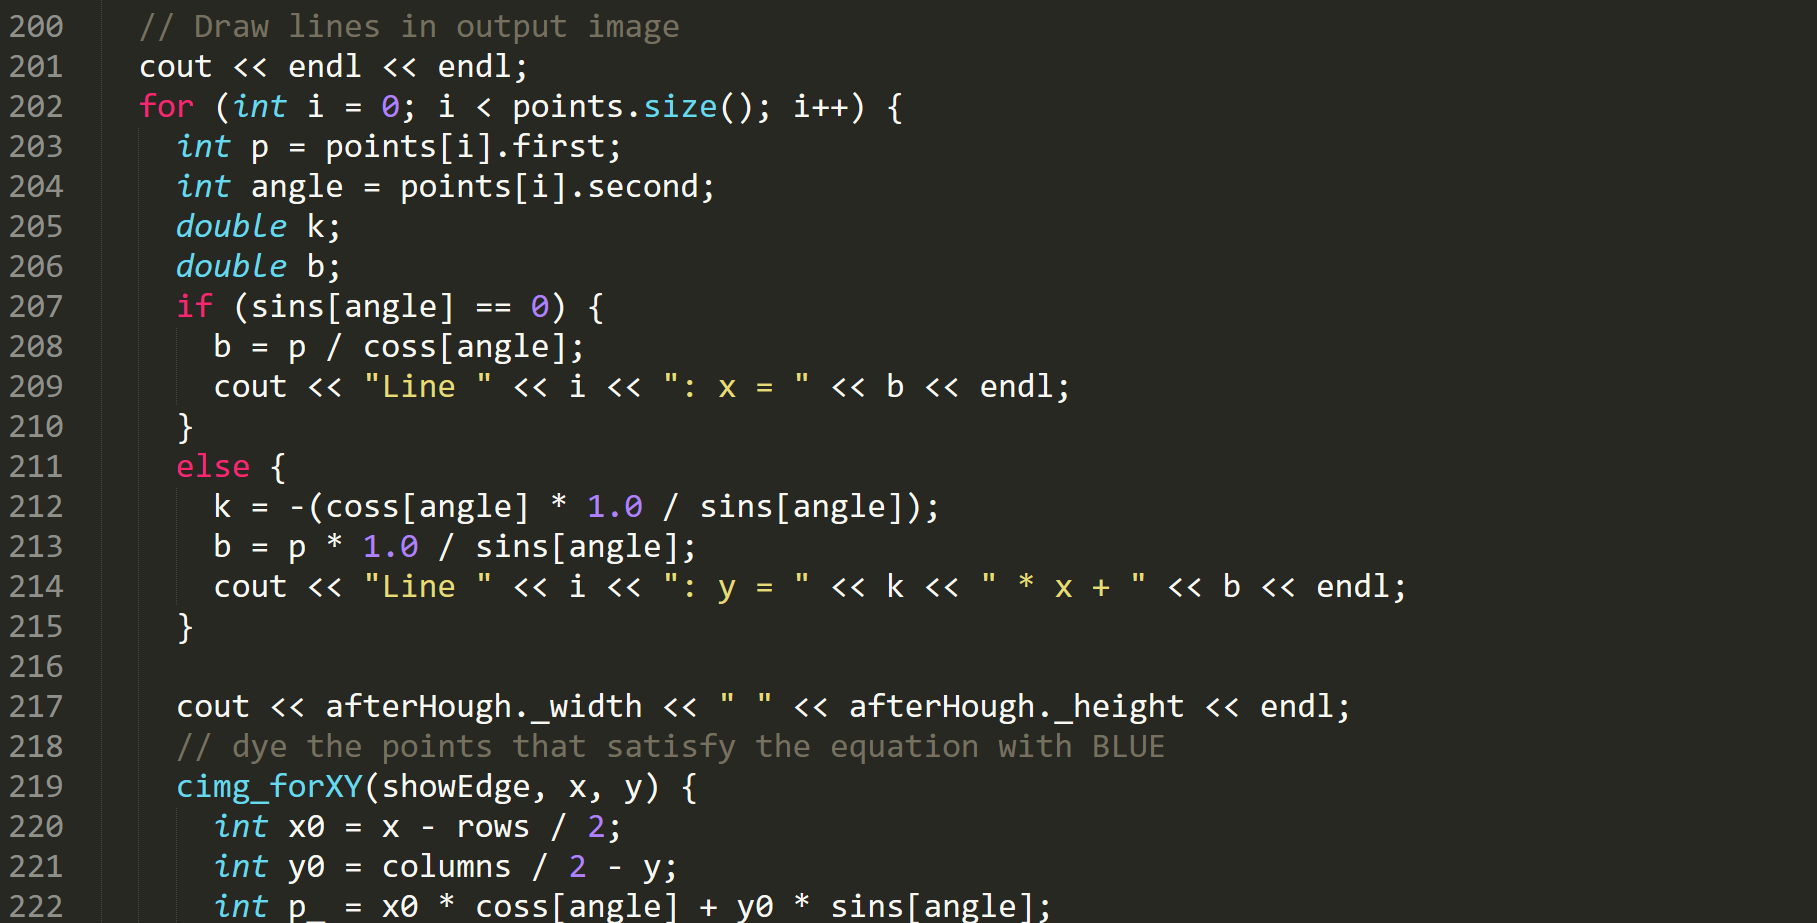 200 // Draw lines in output image
201 cout << endl << endl;
202 for (int i = 0; i < points.size(); i++) {
203 int p = points[i].first;
204 int angle = points[i].second;
205 double k;
206 double b;
207 if (sins[angle] == 0) {
208 b = p / coss[angle];
209 cout << "Line " << i << ": x = " << b << endl;
210 }
211 else {
212 k = -(coss[angle] * 1.0 / sins[angle]);
213 b = p * 1.0 / sins[angle];
214 cout << "Line " << i << ": y = " << k << " * x + " << b << endl;
215 }
216
217 cout << afterHough._width << " " << afterHough._height << endl;
218 // dye the points that satisfy the equation with BLUE
219 cimg_forXY(showEdge, x, y) {
220 int x0 = x - rows / 2;
221 int y0 = columns / 2 - y;
222 int p_ = x0 * coss[angle] + y0 * sins[angle];